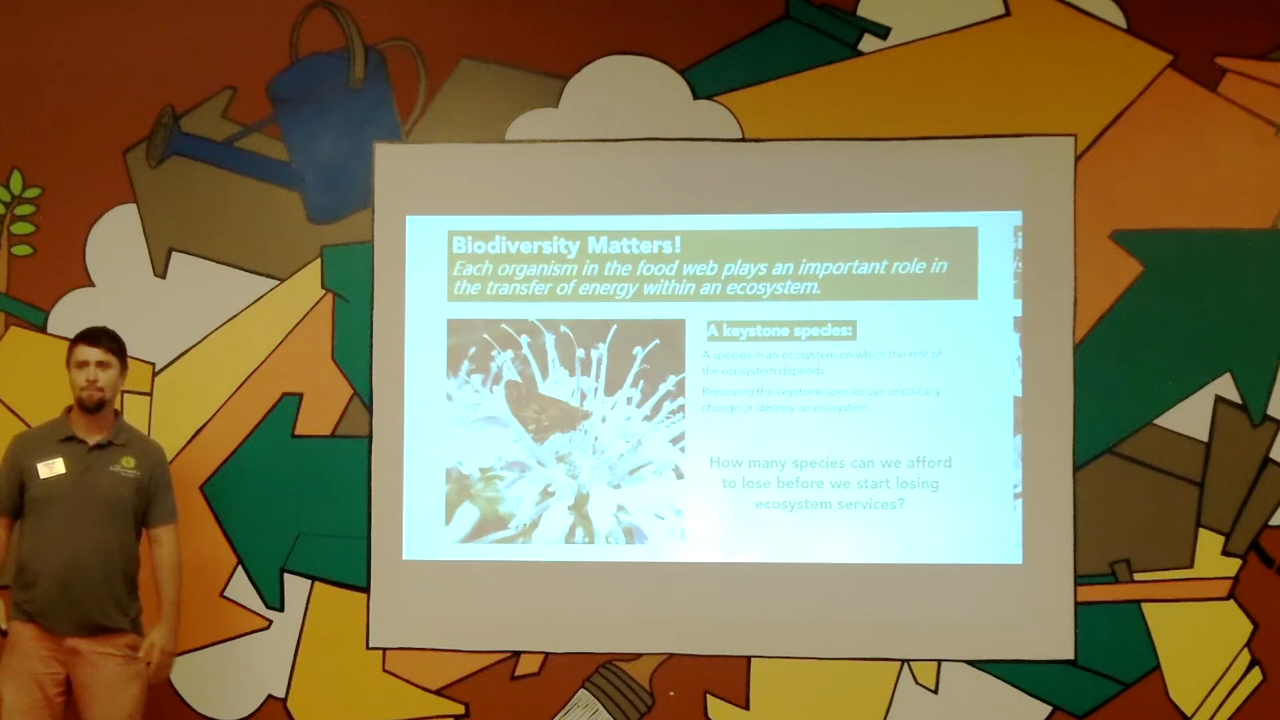 Biodiversity Matters!
Each organism in the food web plays an important role in
the transfer of energy within an ecosystem.
A keystone species:
A species in an ecosystem on which the rest of
the ecosystem depends.
Removing the keystone species can drastically
change or destroy an ecosystem.
How many species can we afford
to lose before we start losing
ecosystem services?